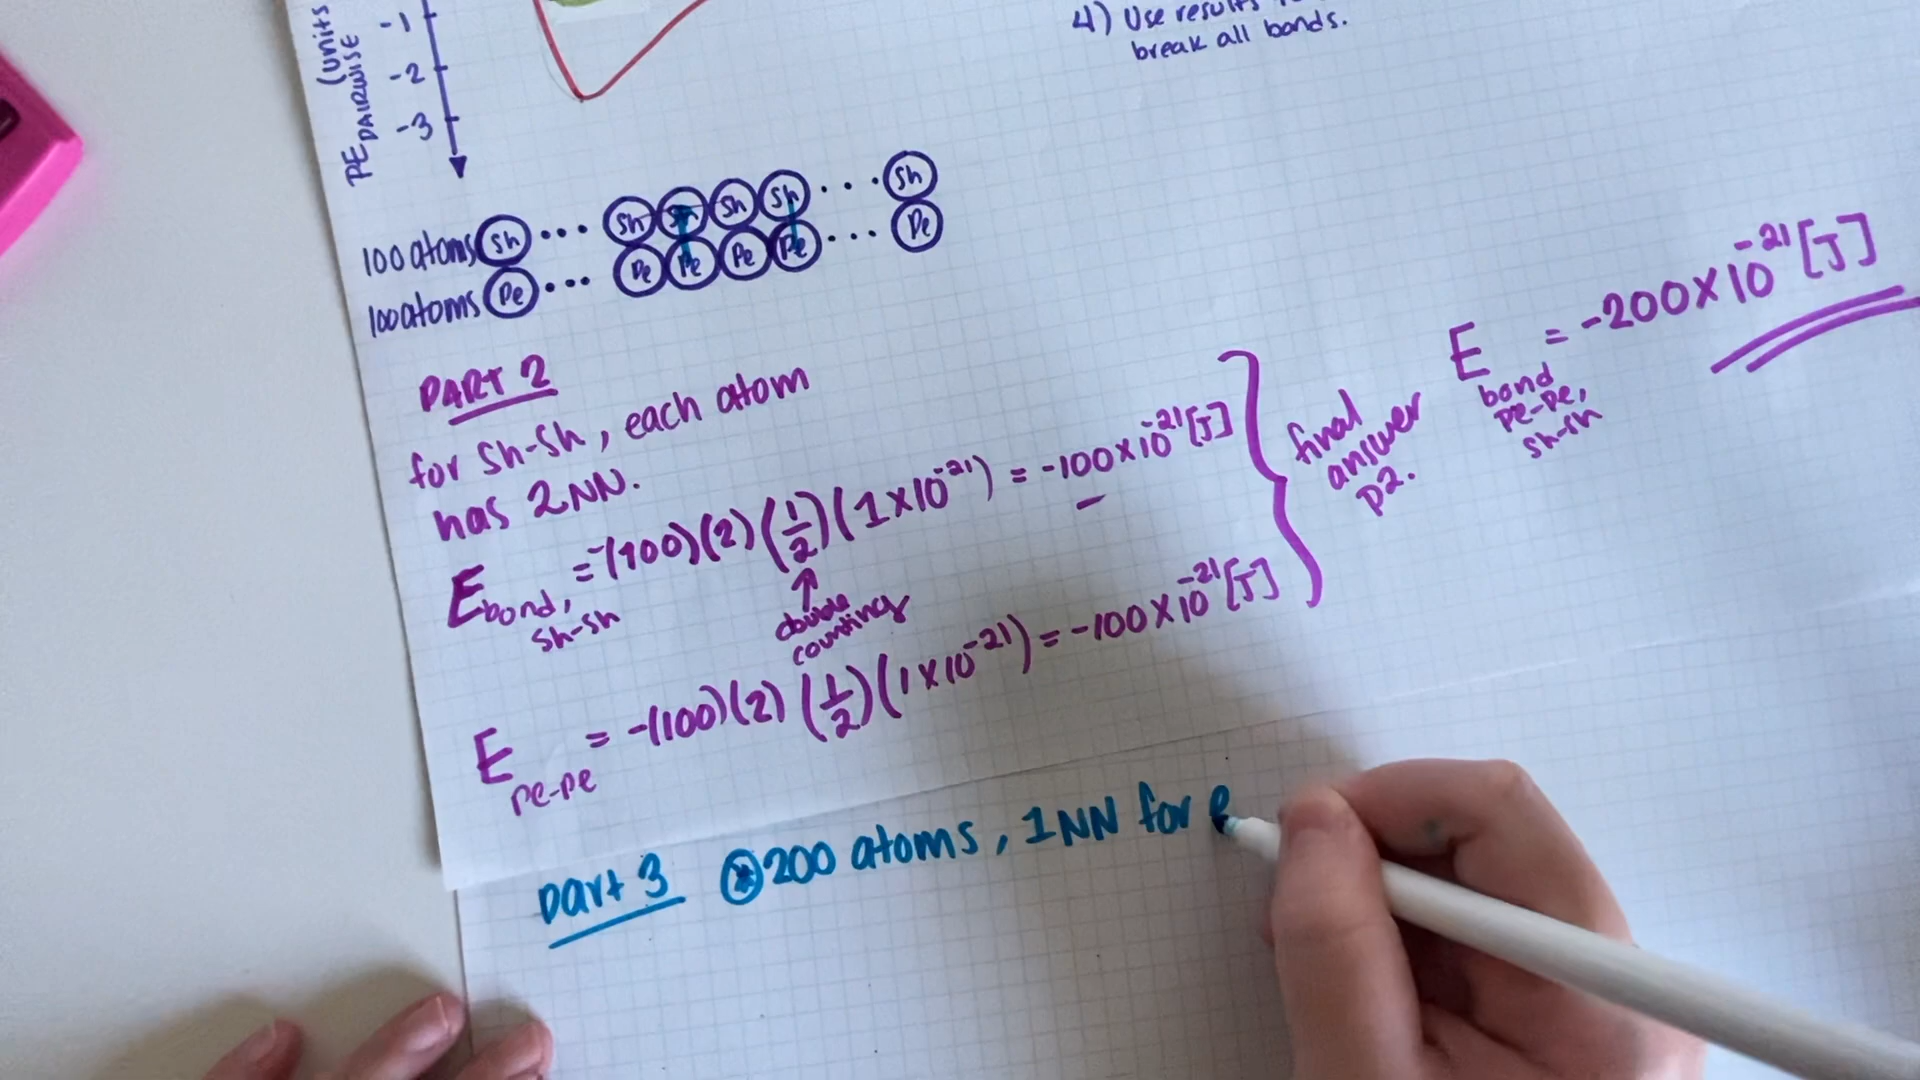 4) Use results
break all bonds.
(units
PE PAIRWISE
-1
-2
-3
100 atoms Sh ... Sh Sh Sh Sh ... Sh
100 atoms Pe ... Pe Pe Pe Pe ... Pe
PART 2
for Sh-Sh, each atom
has 2NN.
E bond, Sh-Sh = -(100)(2)(1/2)(1x10^-21) = -100x10^-21 [J]
↑
double
counting
E pe-pe = -(100)(2)(1/2)(1x10^-21) = -100x10^-21 [J]
final
answer
p2.
E bond pe-pe, Sh-Sh = -200x10^-21 [J]
part 3 200 atoms, 1NN for